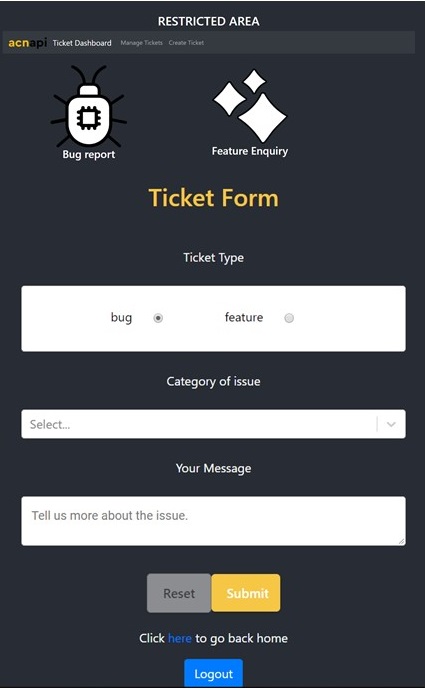 RESTRICTED AREA
acnapi Ticket Dashboard Manage Tickets Create Ticket
Bug report Feature Enquiry
Ticket Form
Ticket Type
bug feature
Category of issue
Select...
Your Message
Tell us more about the issue.
Reset Submit
Click here to go back home
Logout